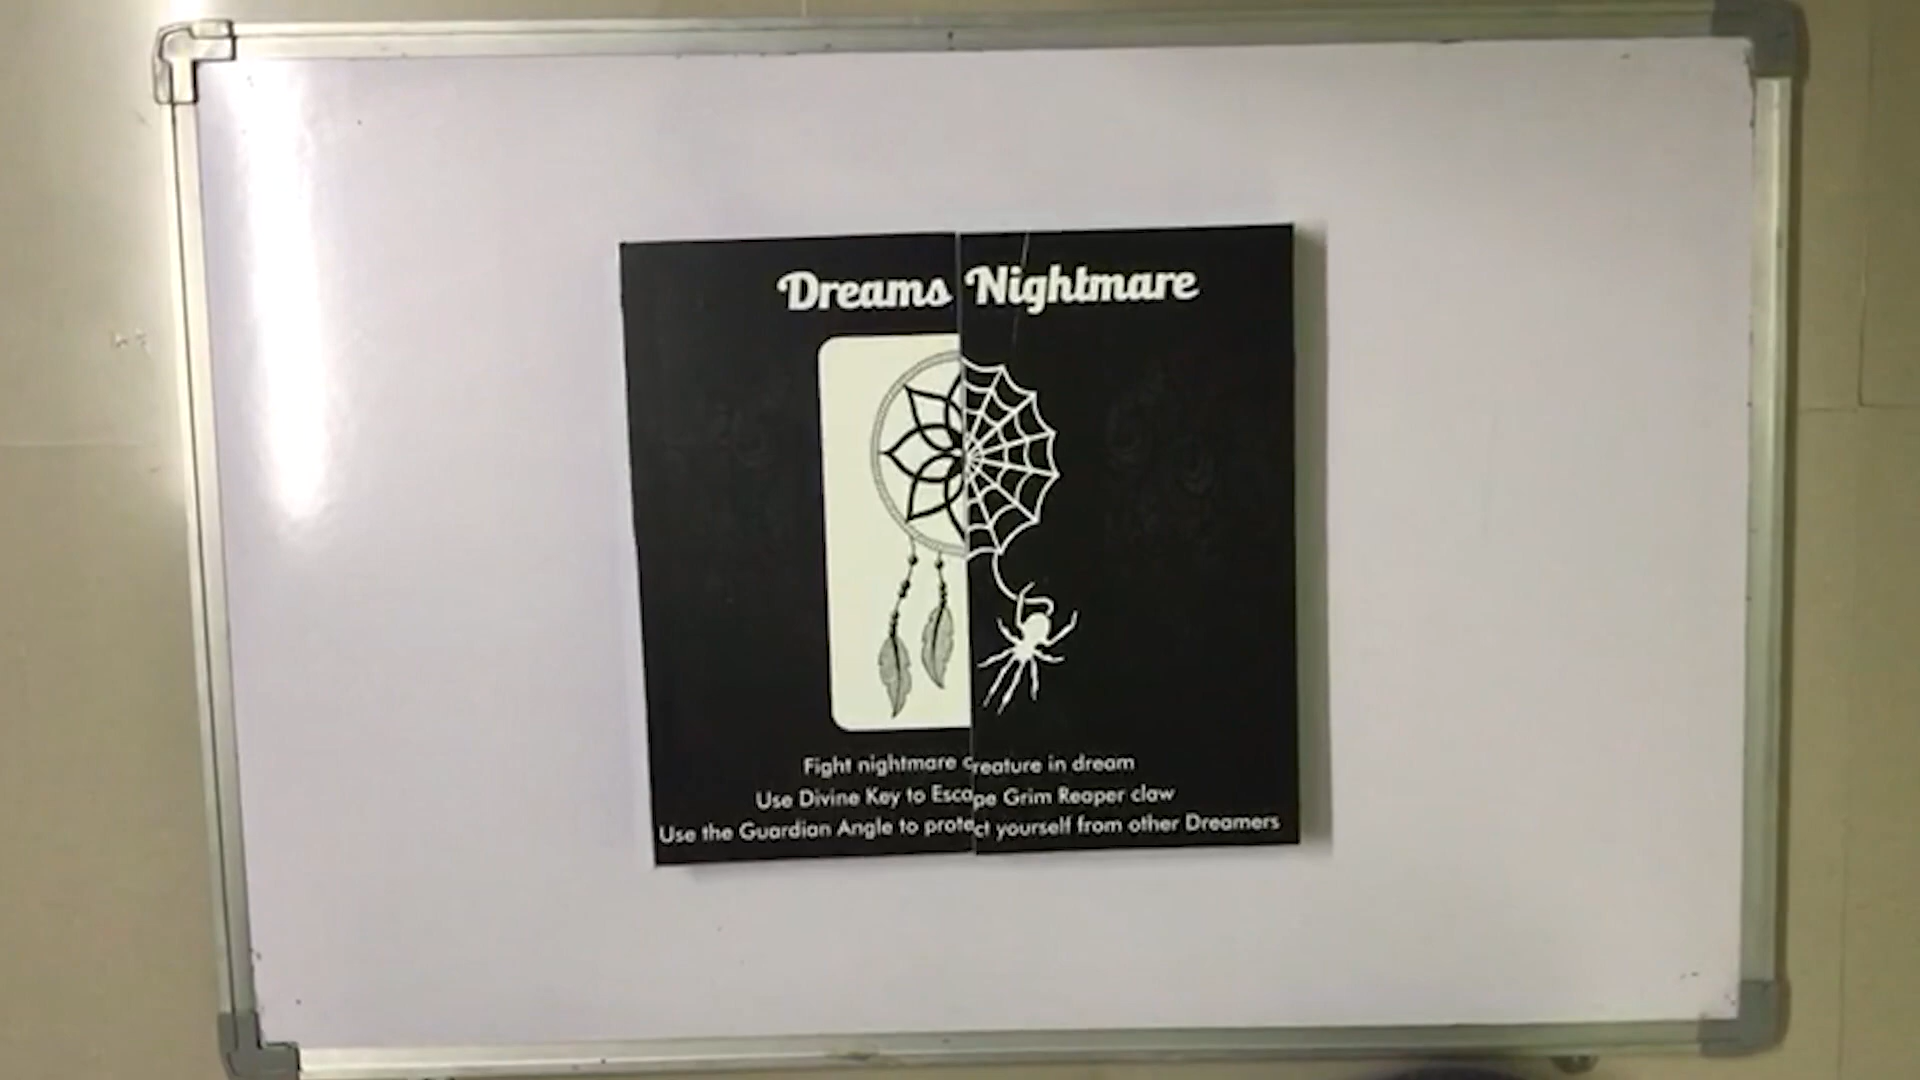 Dreams Nightmare
Fight nightmare creature in dream
Use Divine Key to Escape Grim Reaper claw
Use the Guardian Angle to protect yourself from other Dreamers